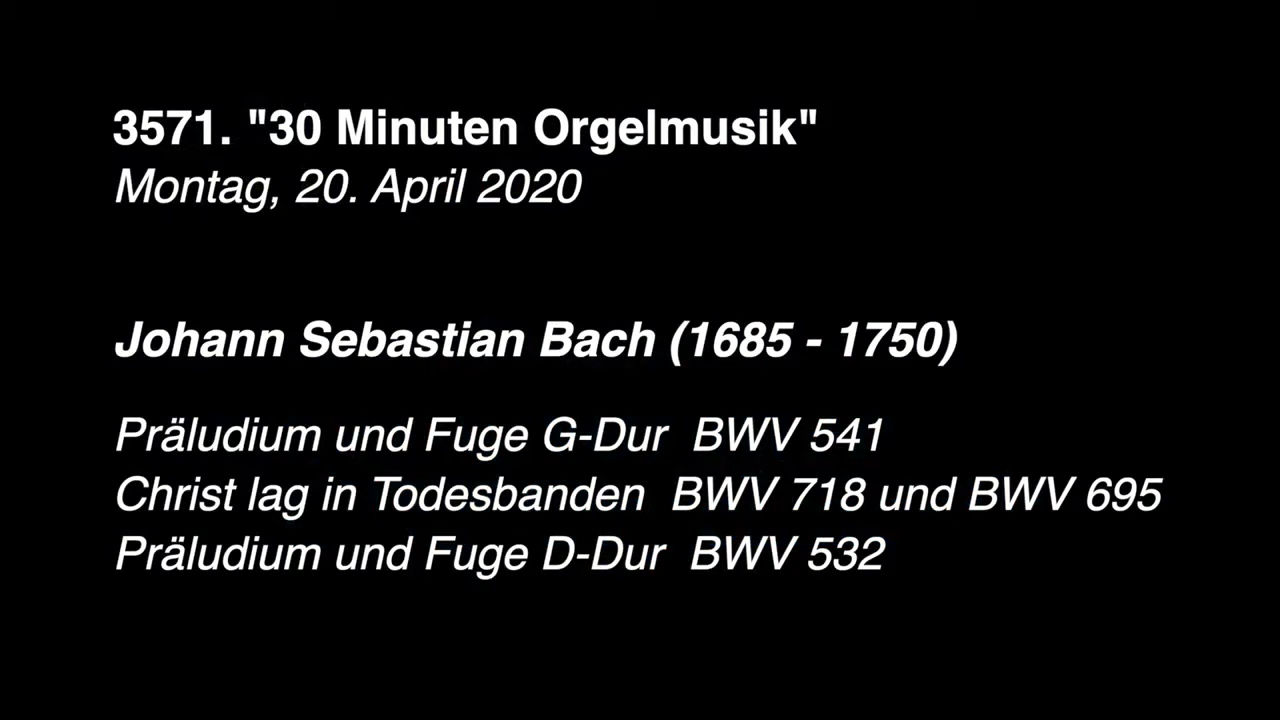 3571. "30 Minuten Orgelmusik"
Montag, 20. April 2020
Johann Sebastian Bach (1685 - 1750)
Präludium und Fuge G-Dur  BWV 541
Christ lag in Todesbanden  BWV 718 und BWV 695
Präludium und Fuge D-Dur  BWV 532